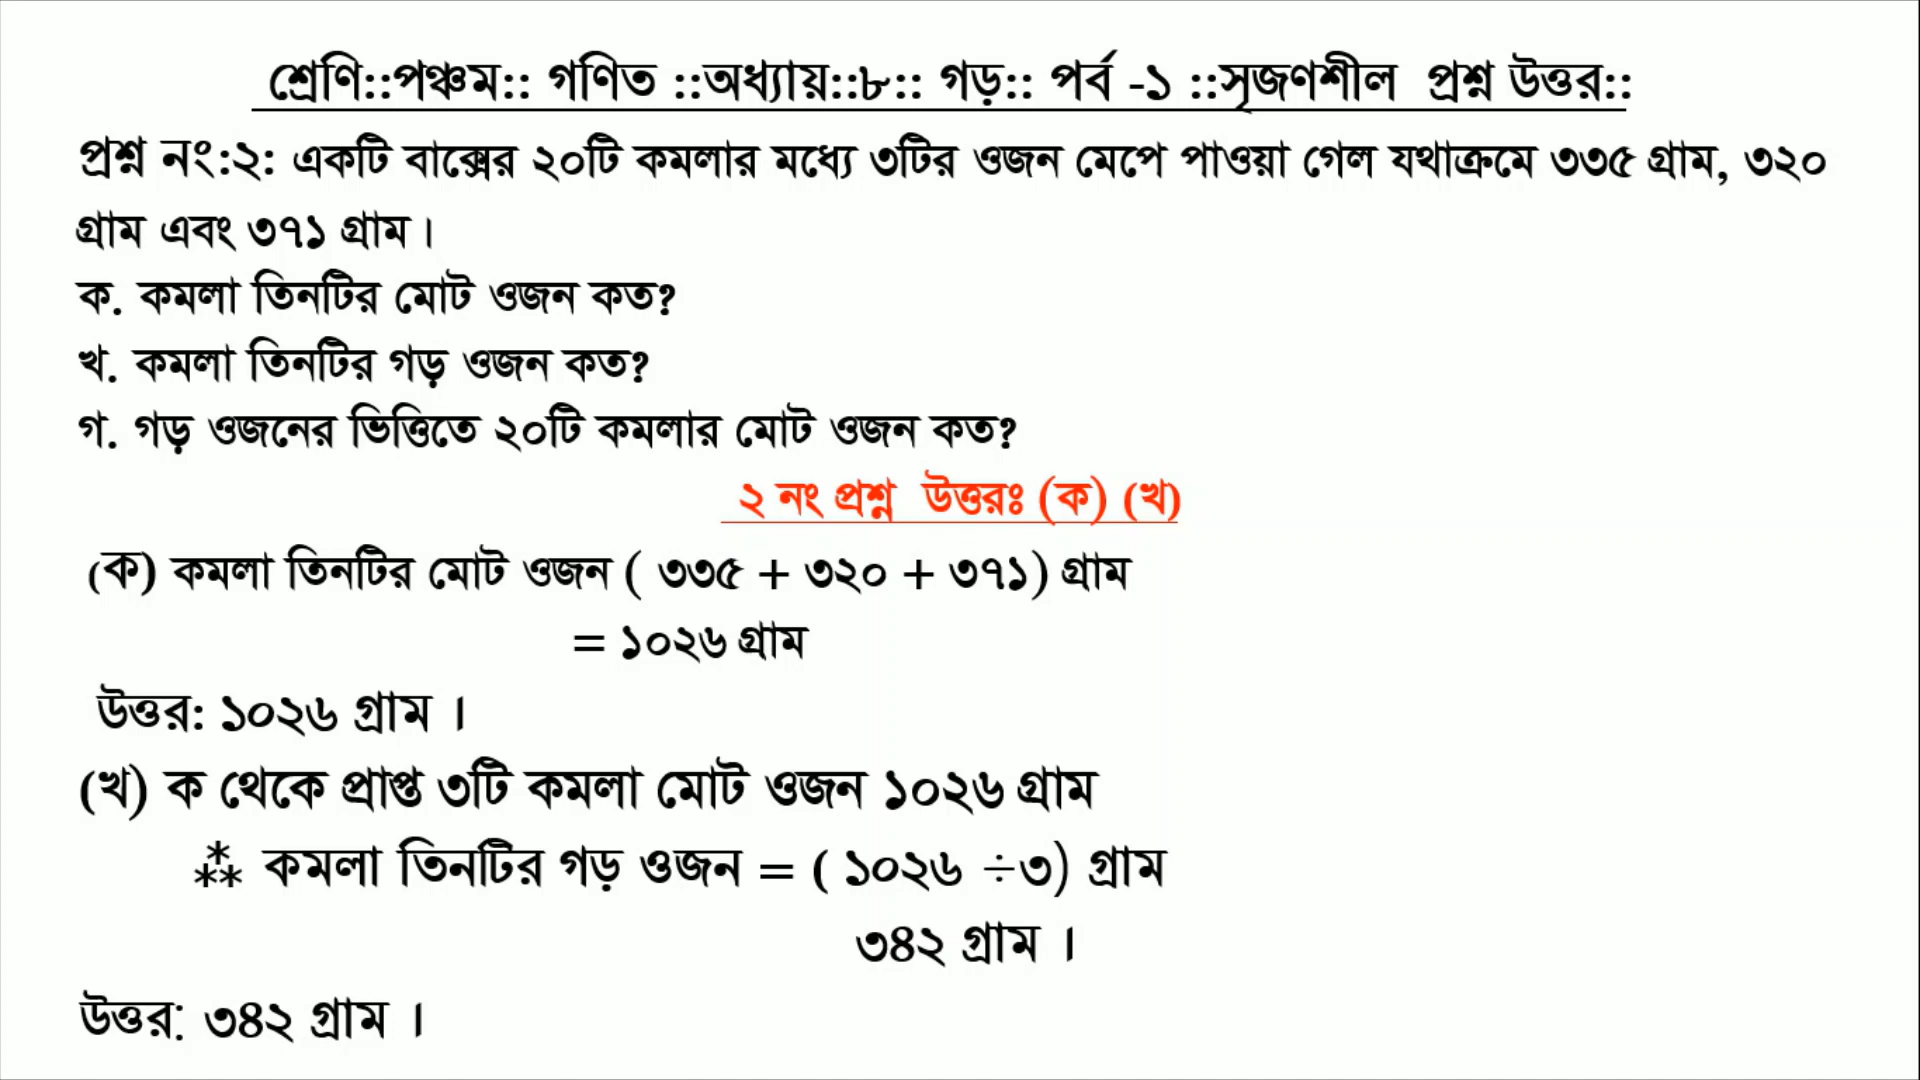 শ্রেণি::পঞ্চম:: গণিত ::অধ্যায়::৮:: গড়:: পর্ব -১ ::সৃজণশীল প্রশ্ন উত্তর::
প্রশ্ন নং:২: একটি বাক্সের ২০টি কমলার মধ্যে ৩টির ওজন মেপে পাওয়া গেল যথাক্রমে ৩৩৫ গ্রাম, ৩২০
গ্রাম এবং ৩৭১ গ্রাম।
ক. কমলা তিনটির মোট ওজন কত?
খ. কমলা তিনটির গড় ওজন কত?
গ. গড় ওজনের ভিত্তিতে ২০টি কমলার মোট ওজন কত?
২ নং প্রশ্ন উত্তরঃ (ক) (খ)
(ক) কমলা তিনটির মোট ওজন ( ৩৩৫ + ৩২০ + ৩৭১) গ্রাম
= ১০২৬ গ্রাম
উত্তর: ১০২৬ গ্রাম ।
(খ) ক থেকে প্রাপ্ত ৩টি কমলা মোট ওজন ১০২৬ গ্রাম
⁂ কমলা তিনটির গড় ওজন = ( ১০২৬ ÷৩) গ্রাম
৩৪২ গ্রাম ।
উত্তর: ৩৪২ গ্রাম ।